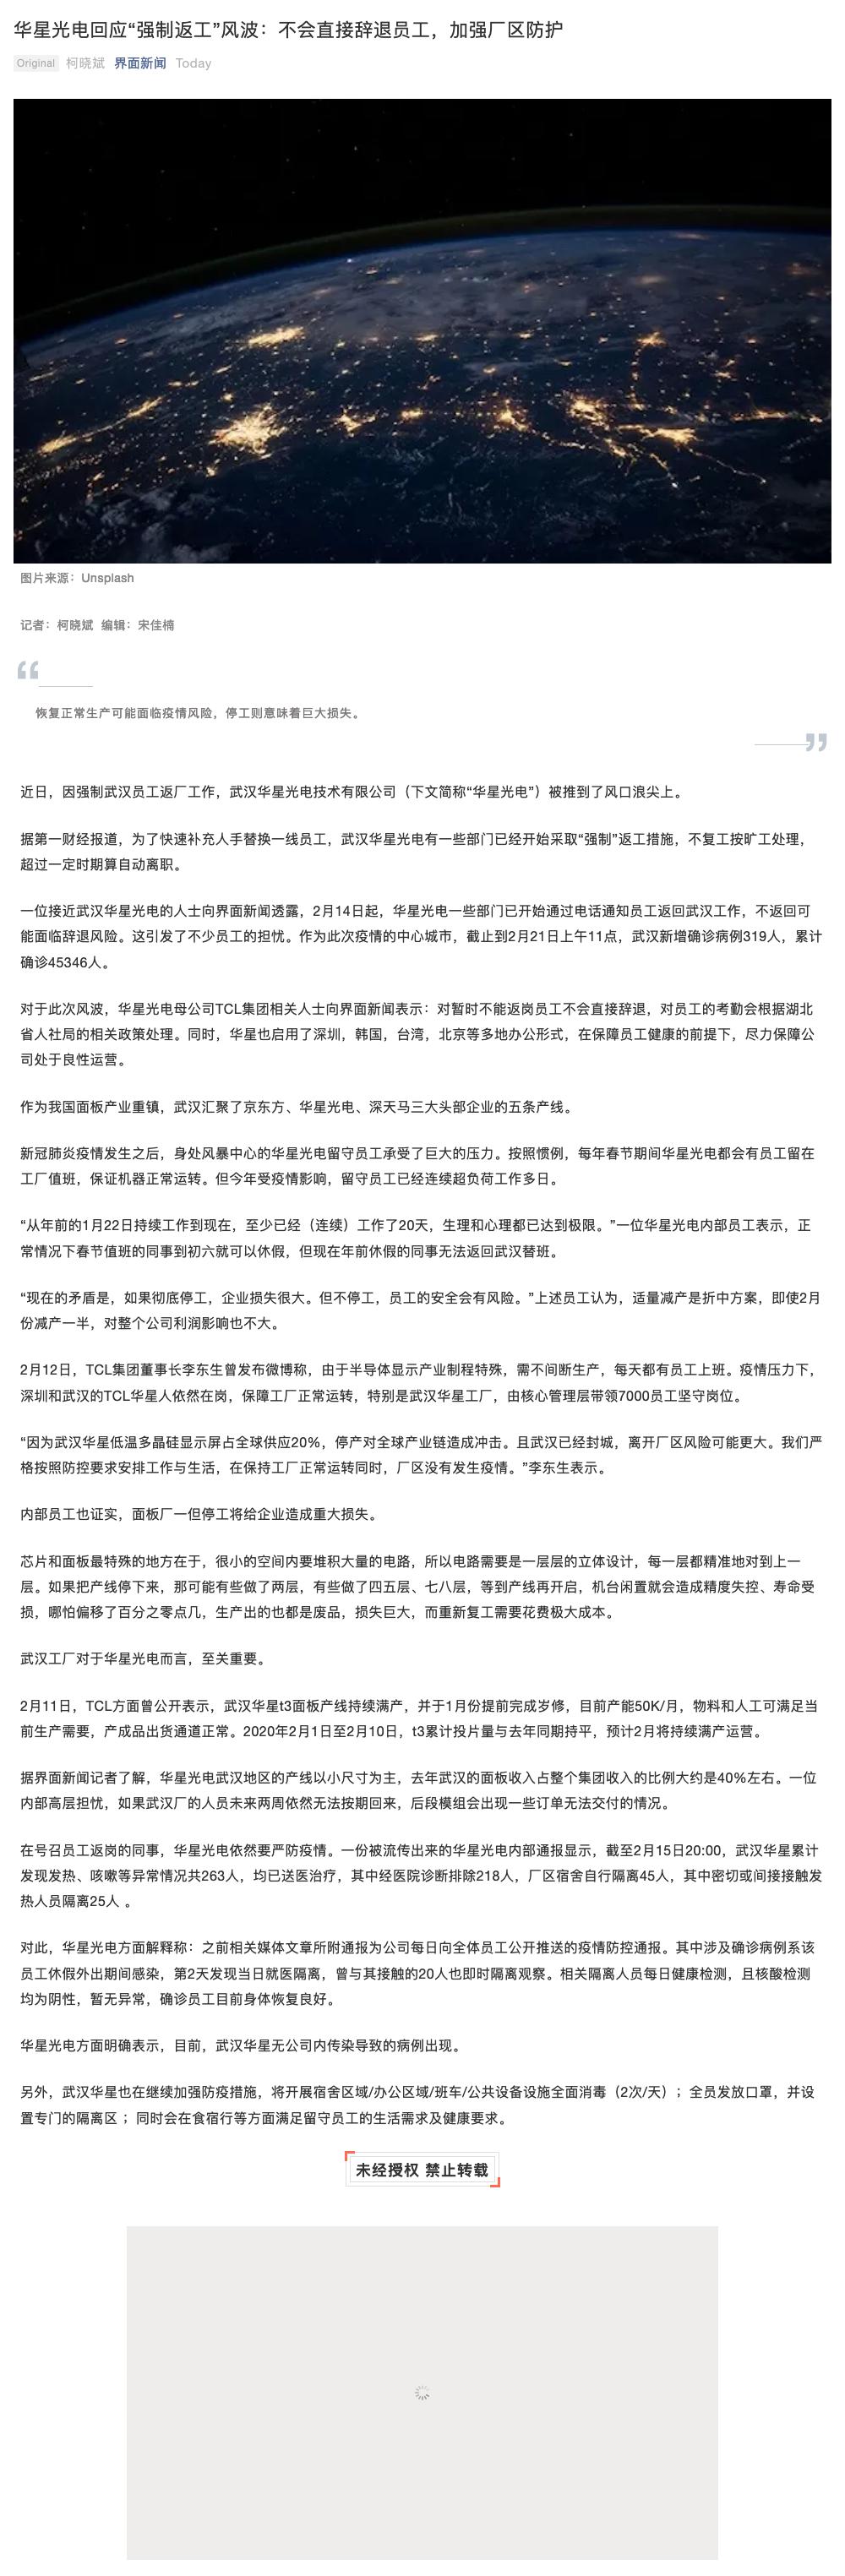 华星光电回应“强制返工”风波：不会直接辞退员工，加强厂区防护
Original 柯晓斌 界面新闻 Today
图片来源：Unsplash
记者：柯晓斌 编辑：宋佳楠
“
恢复正常生产可能面临疫情风险，停工则意味着巨大损失。
”
近日，因强制武汉员工返厂工作，武汉华星光电技术有限公司（下文简称“华星光电”）被推到了风口浪尖上。
据第一财经报道，为了快速补充人手替换一线员工，武汉华星光电有一些部门已经开始采取“强制”返工措施，不复工按旷工处理，
超过一定时期算自动离职。
一位接近武汉华星光电的人士向界面新闻透露，2月14日起，华星光电一些部门已开始通过电话通知员工返回武汉工作，不返回可
能面临辞退风险。这引发了不少员工的担忧。作为此次疫情的中心城市，截止到2月21日上午11点，武汉新增确诊病例319人，累计
确诊45346人。
对于此次风波，华星光电母公司TCL集团相关人士向界面新闻表示：对暂时不能返岗员工不会直接辞退，对员工的考勤会根据湖北
省人社局的相关政策处理。同时，华星也启用了深圳，韩国，台湾，北京等多地办公形式，在保障员工健康的前提下，尽力保障公
司处于良性运营。
作为我国面板产业重镇，武汉汇聚了京东方、华星光电、深天马三大头部企业的五条产线。
新冠肺炎疫情发生之后，身处风暴中心的华星光电留守员工承受了巨大的压力。按照惯例，每年春节期间华星光电都会有员工留在
工厂值班，保证机器正常运转。但今年受疫情影响，留守员工已经连续超负荷工作多日。
“从年前的1月22日持续工作到现在，至少已经（连续）工作了20天，生理和心理都已达到极限。”一位华星光电内部员工表示，正
常情况下春节值班的同事到初六就可以休假，但现在年前休假的同事无法返回武汉替班。
“现在的矛盾是，如果彻底停工，企业损失很大。但不停工，员工的安全会有风险。”上述员工认为，适量减产是折中方案，即使2月
份减产一半，对整个公司利润影响也不大。
2月12日，TCL集团董事长李东生曾发布微博称，由于半导体显示产业制程特殊，需不间断生产，每天都有员工上班。疫情压力下，
深圳和武汉的TCL华星人依然在岗，保障工厂正常运转，特别是武汉华星工厂，由核心管理层带领7000员工坚守岗位。
“因为武汉华星低温多晶硅显示屏占全球供应20%，停产对全球产业链造成冲击。且武汉已经封城，离开厂区风险可能更大。我们严
格按照防控要求安排工作与生活，在保持工厂正常运转同时，厂区没有发生疫情。”李东生表示。
内部员工也证实，面板厂一但停工将给企业造成重大损失。
芯片和面板最特殊的地方在于，很小的空间内要堆积大量的电路，所以电路需要是一层层的立体设计，每一层都精准地对到上一
层。如果把产线停下来，那可能有些做了两层，有些做了四五层、七八层，等到产线再开启，机台闲置就会造成精度失控、寿命受
损，哪怕偏移了百分之零点几，生产出的也都是废品，损失巨大，而重新复工需要花费极大成本。
武汉工厂对于华星光电而言，至关重要。
2月11日，TCL方面曾公开表示，武汉华星t3面板产线持续满产，并于1月份提前完成岁修，目前产能50K/月，物料和人工可满足当
前生产需要，产成品出货通道正常。2020年2月1日至2月10日，t3累计投片量与去年同期持平，预计2月将持续满产运营。
据界面新闻记者了解，华星光电武汉地区的产线以小尺寸为主，去年武汉的面板收入占整个集团收入的比例大约是40%左右。一位
内部高层担忧，如果武汉厂的人员未来两周依然无法按期回来，后段模组会出现一些订单无法交付的情况。
在号召员工返岗的同事，华星光电依然要严防疫情。一份被流传出来的华星光电内部通报显示，截至2月15日20:00，武汉华星累计
发现发热、咳嗽等异常情况共263人，均已送医治疗，其中经医院诊断排除218人，厂区宿舍自行隔离45人，其中密切或间接接触发
热人员隔离25人 。
对此，华星光电方面解释称：之前相关媒体文章所附通报为公司每日向全体员工公开推送的疫情防控通报。其中涉及确诊病例系该
员工休假外出期间感染，第2天发现当日就医隔离，曾与其接触的20人也即时隔离观察。相关隔离人员每日健康检测，且核酸检测
均为阴性，暂无异常，确诊员工目前身体恢复良好。
华星光电方面明确表示，目前，武汉华星无公司内传染导致的病例出现。
另外，武汉华星也在继续加强防疫措施，将开展宿舍区域/办公区域/班车/公共设备设施全面消毒（2次/天）；全员发放口罩，并设
置专门的隔离区 ；同时会在食宿行等方面满足留守员工的生活需求及健康要求。
未经授权 禁止转载